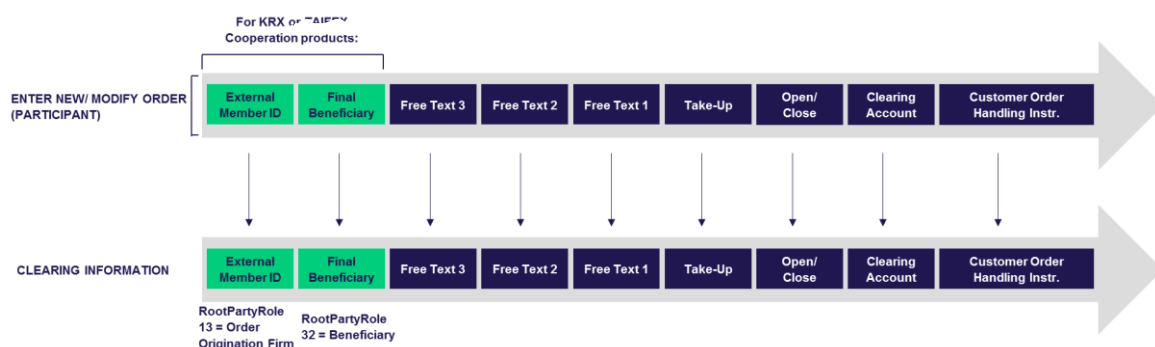 For KRX or
Cooperation products:
ENTER NEW/ MODIFY ORDER
(PARTICIPANT)
External
Member ID
Final
Beneficiary
Free Text 3
Free Text 2
Free Text 1
Take-Up
Open/
Close
Clearing
Account
Customer Order
Handling Instr.
CLEARING INFORMATION
External
Member ID
Final
Beneficiary
Free Text 3
Free Text 2
Free Text 1
Take-Up
Open/
Close
Clearing
Account
Customer Order
Handling Instr.
RootPartyRole
13 = Order
Origination Firm
RootPartyRole
32 = Beneficiary